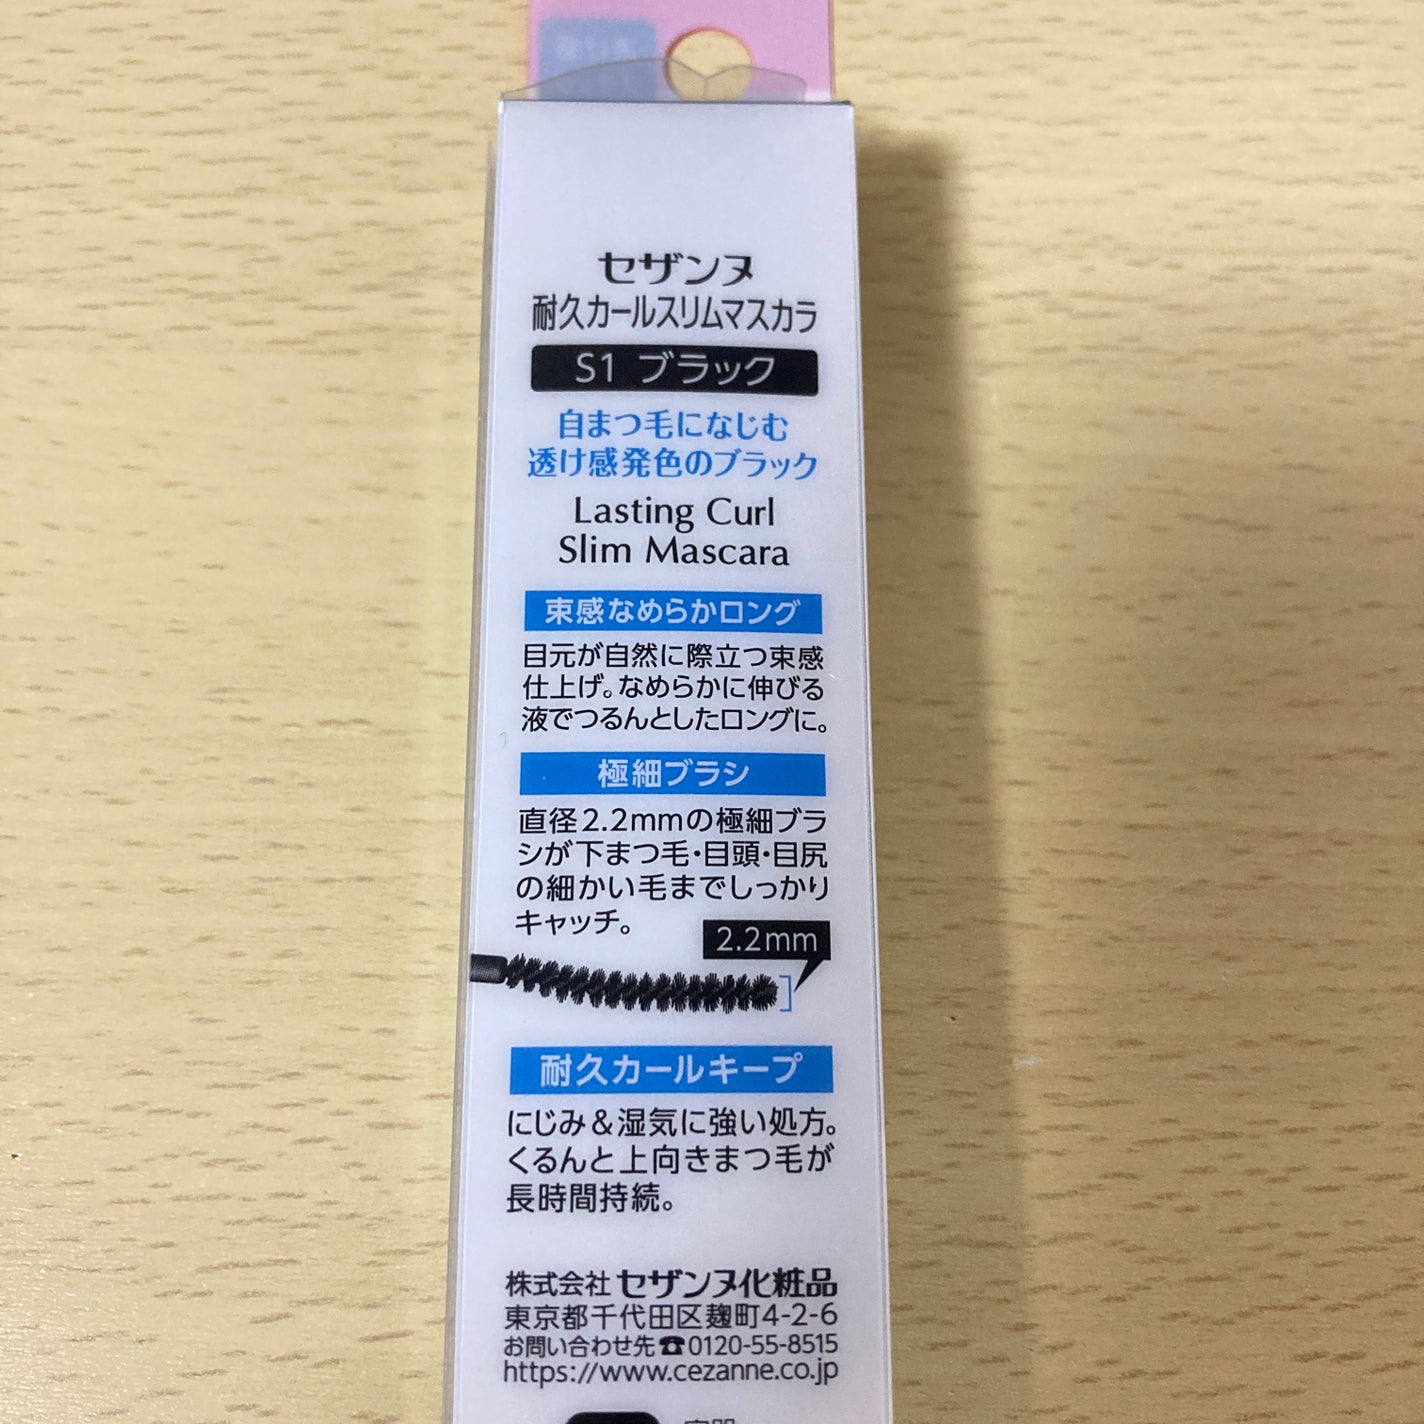 セザンヌ
耐久カールスリムマスカラ
S1 ブラック
自まつ毛になじむ
透け感発色のブラック
Lasting Curl
Slim Mascara
束感なめらかロング
目元が自然に際立つ束感
仕上げ。なめらかに伸びる
液でつるんとしたロングに。
極細ブラシ
直径2.2mmの極細ブラ
シが下まつ毛・目頭・目尻
の細かい毛までしっかり
キャッチ。
2.2mm
耐久カールキープ
にじみ&湿気に強い処方。
くるんと上向きまつ毛が
長時間持続。
株式会社 セザンヌ化粧品
東京都千代田区麹町4-2-6
お問い合わせ先☎0120-55-8515
https://www.cezanne.co.jp